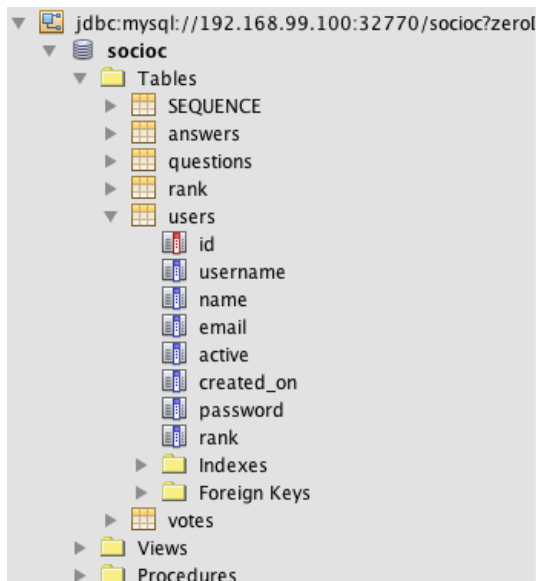 jdbc:mysql://192.168.99.100:32770/socioc?zero
socioc
Tables
SEQUENCE
answers
questions
rank
users
id
username
name
email
active
created_on
password
rank
Indexes
Foreign Keys
votes
Views
Procedures